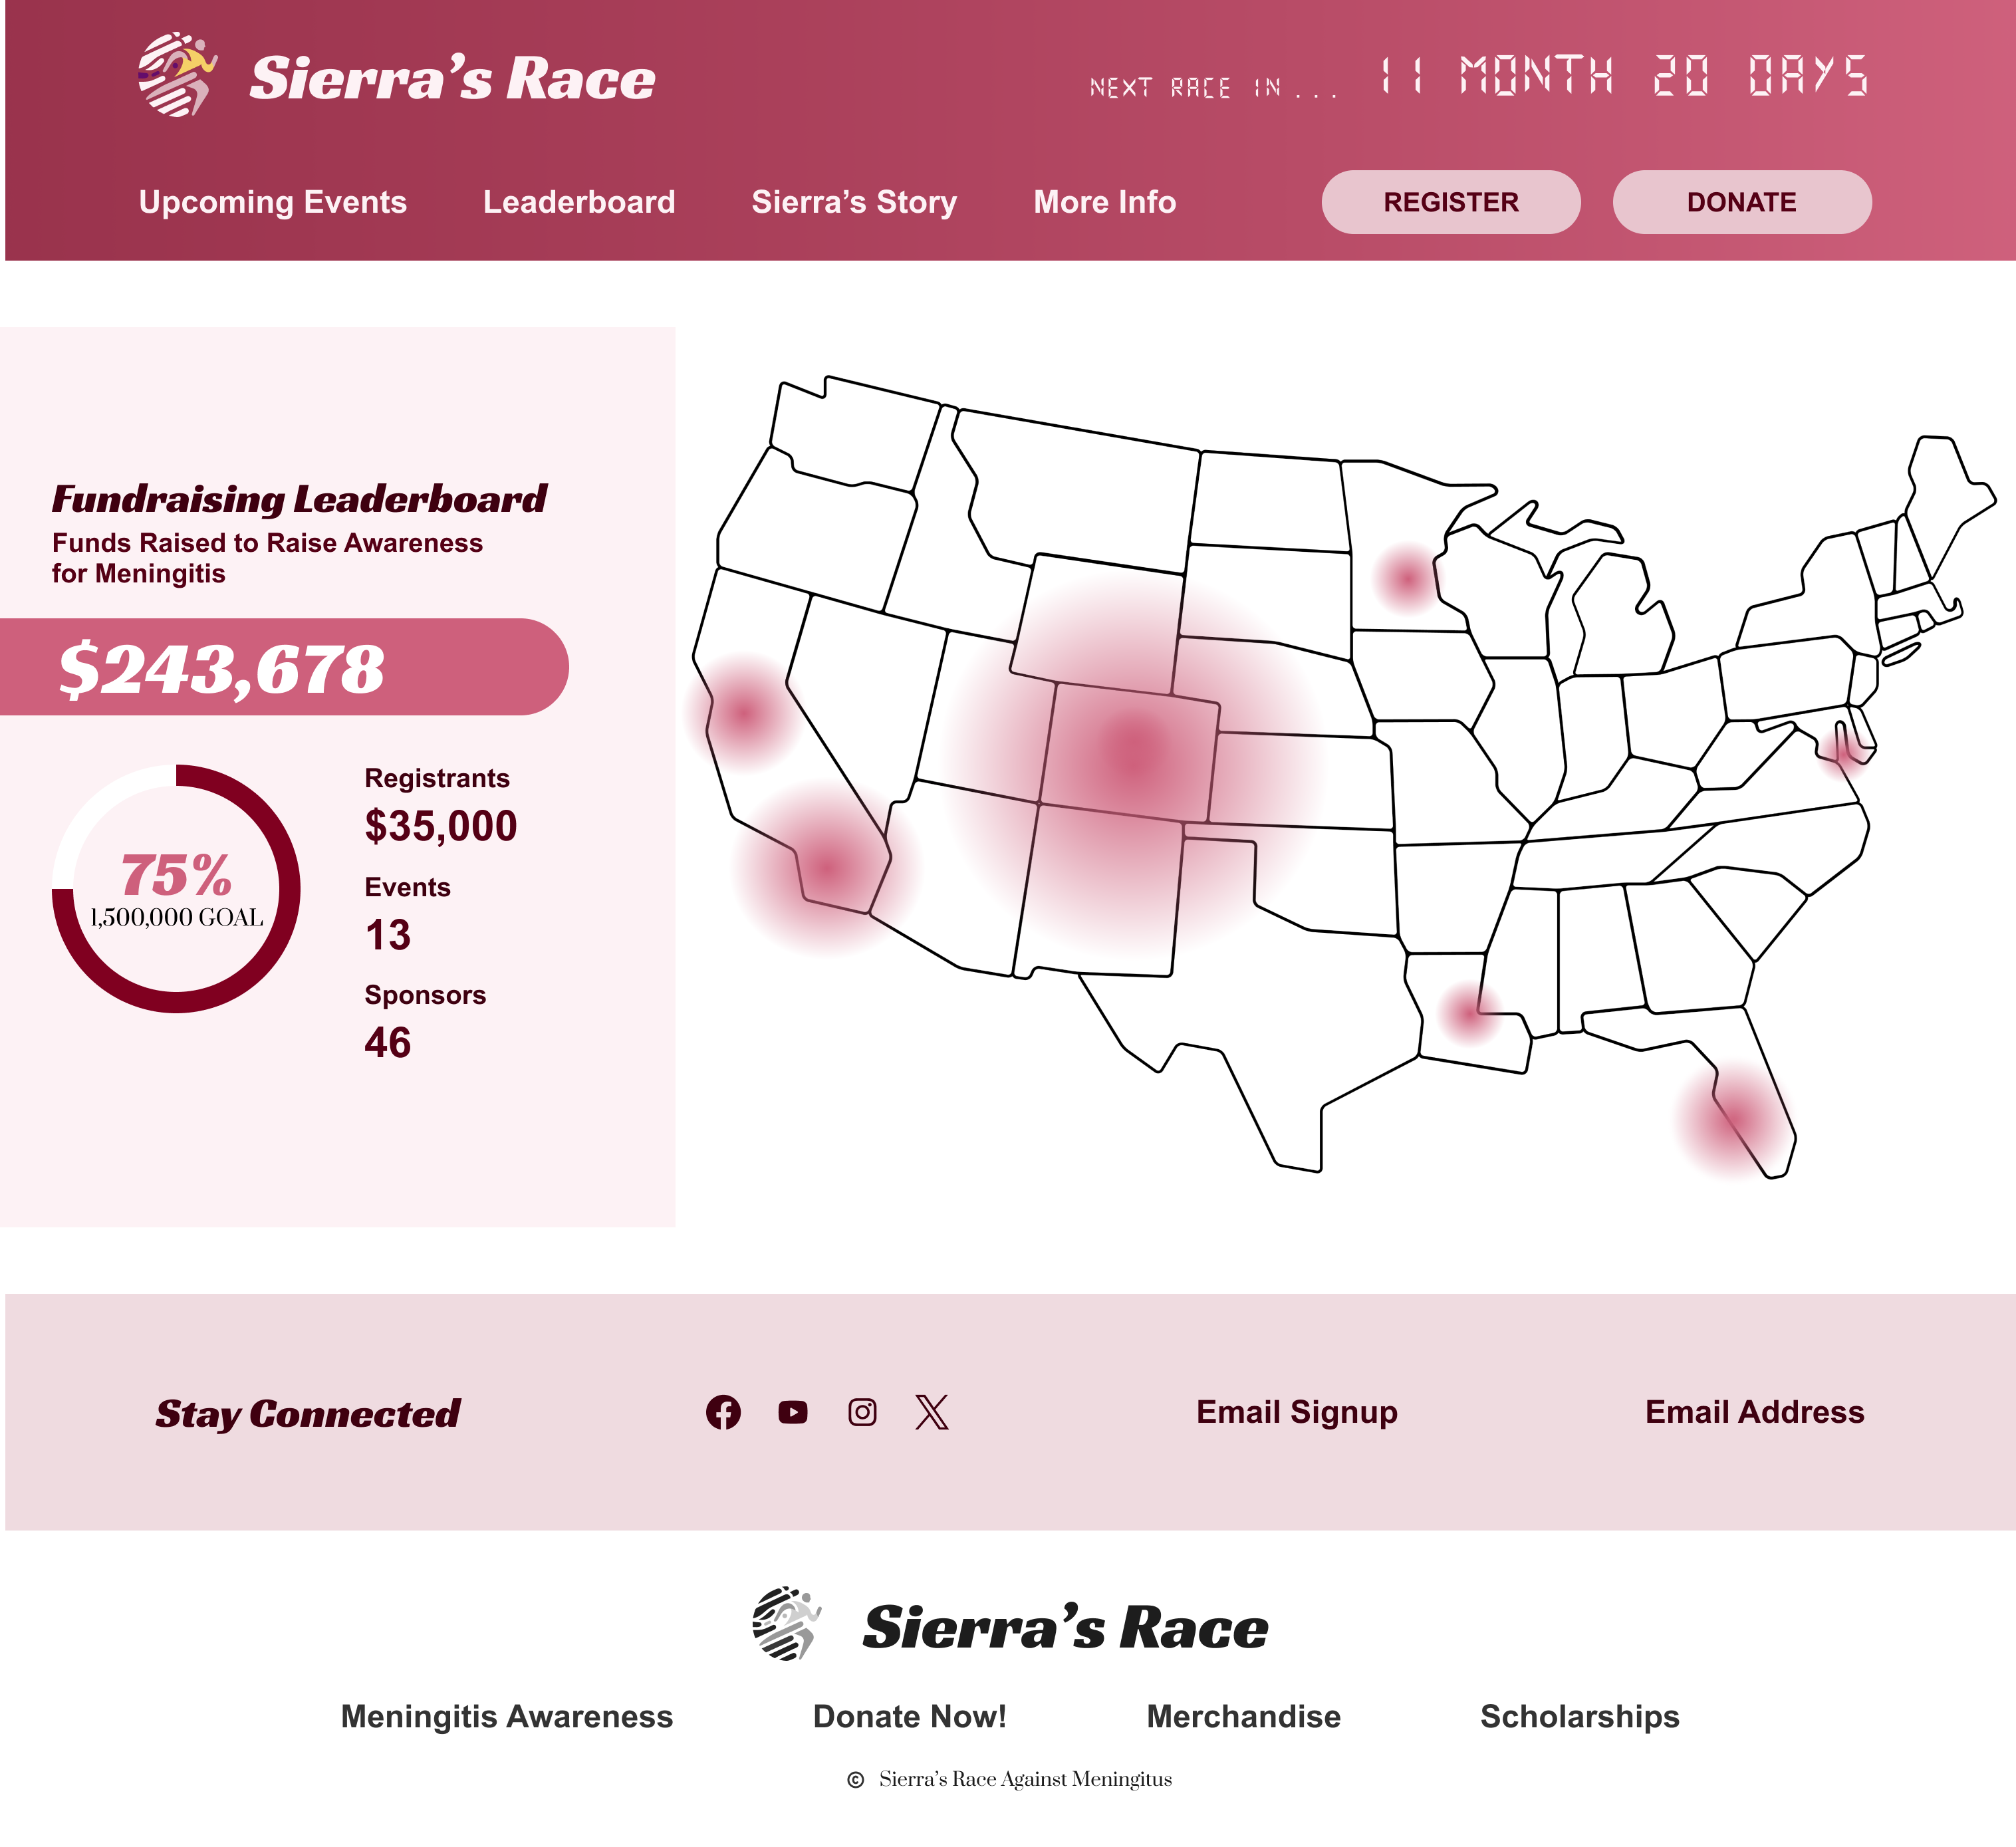 Sierra’s Race
NEXT RACE IN ...
11 MONTH 20 DAYS
Upcoming Events
Leaderboard
Sierra’s Story
More Info
REGISTER
DONATE
Fundraising Leaderboard
Funds Raised to Raise Awareness
for Meningitis
$243,678
75%
1,500,000 GOAL
Registrants
$35,000
Events
13
Sponsors
46
Stay Connected
Email Signup
Email Address
Sierra’s Race
Meningitis Awareness
Donate Now!
Merchandise
Scholarships
© Sierra’s Race Against Meningitus